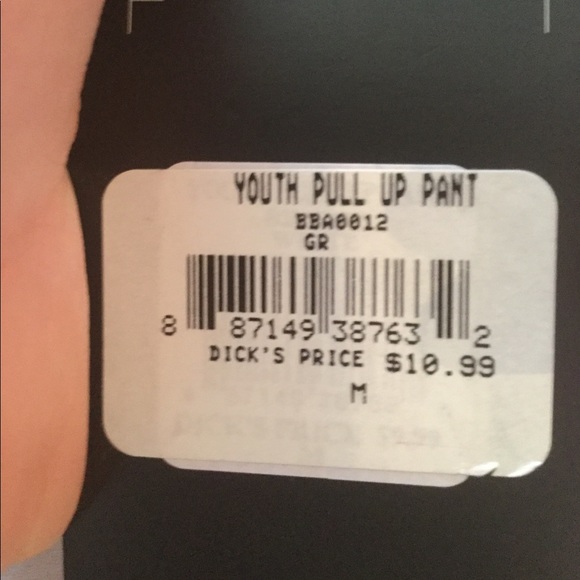 YOUTH PULL UP PANT
BBA0012
GR
8 87149 38763 2
DICK'S PRICE $10.99
M